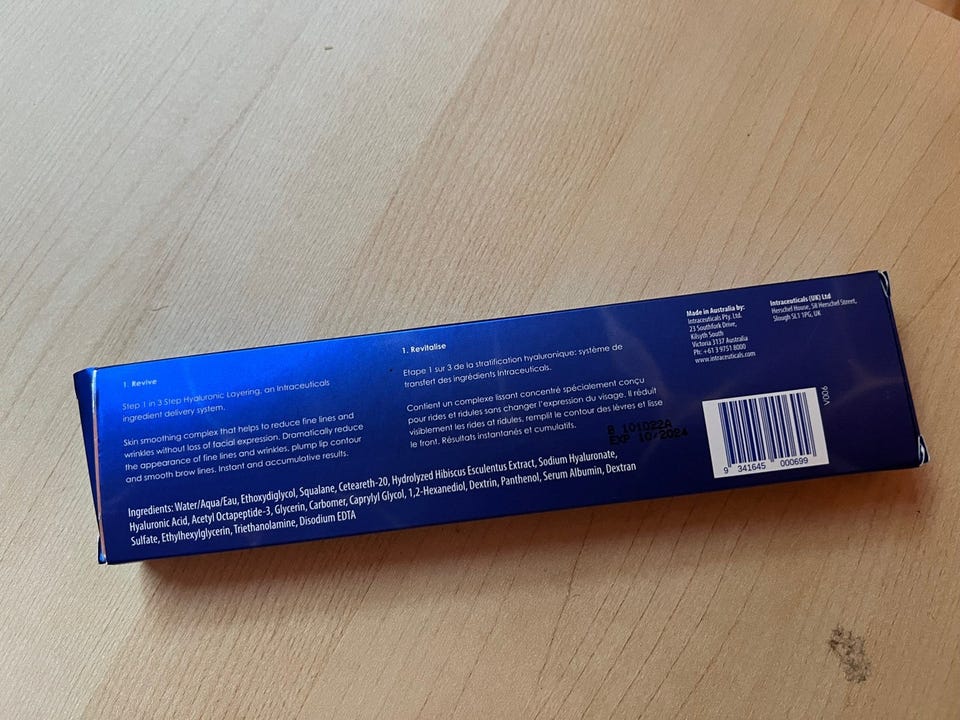 1. Revive
Step 1 in 3 Step Hyaluronic Layering, an Intraceuticals
ingredient delivery system.
Skin smoothing complex that helps to reduce fine lines and
wrinkles without loss of facial expression. Dramatically reduce
the appearance of fine lines and wrinkles, plump lip contour
and smooth brow lines. Instant and accumulative results.
1. Revitalise
Etape 1 sur 3 de la stratification hyaluronique: système de
transfert des ingrédients Intraceuticals.
Contient un complexe lissant concentré spécialement conçu
pour rides et ridules sans changer l'expression du visage. Il réduit
visiblement les rides at ridules, remplit le contour des lèvres et lisse
le front. Résultats instantanés et cumulatifs.
B 101022A
EXP 10/2024
Ingredients: Water/Aqua/Eau, Ethoxydiglycol, Squalane, Ceteareth-20, Hydrolyzed Hibiscus Esculentus Extract, Sodium Hyaluronate,
Hyaluronic Acid, Acetyl Octapeptide-3, Glycerin, Carbomer, Caprylyl Glycol, 1,2-Hexanediol, Dextrin, Panthenol, Serum Albumin, Dextran
Sulfate, Ethylhexylglycerin, Triethanolamine, Disodium EDTA
Made in Australia by:
Intraceuticals Pty. Ltd.
23 Southfork Drive,
Kilsyth South
Victoria 3137 Australia
Ph: +61 3 9751 8000
www.intraceuticals.com
Intraceuticals (UK) Ltd
Herschel House, 58 Herschel Street,
Slough SL1 1PG, UK
V006
9 341645 000699